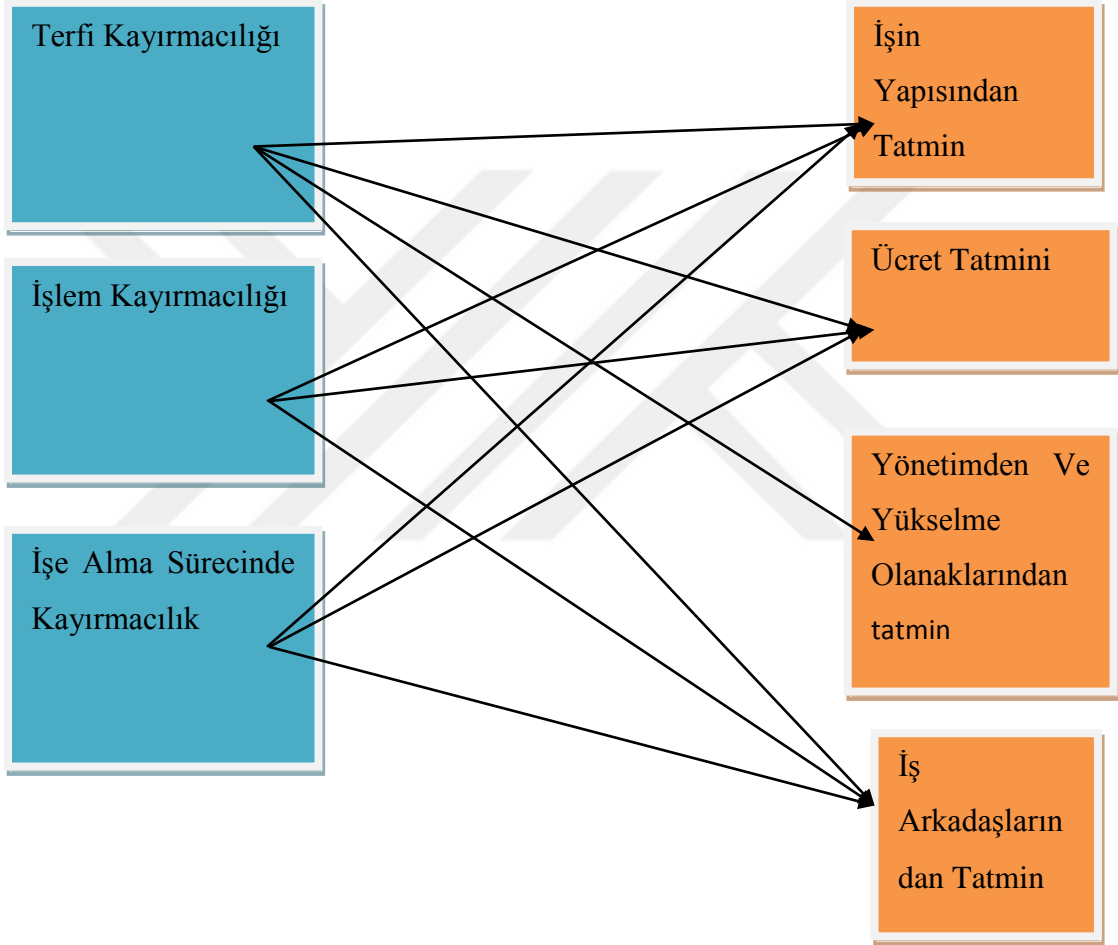 Terfi Kayırmacılığı
İşlem Kayırmacılığı
İşe Alma Sürecinde
Kayırmacılık
İşin
Yapısından
Tatmin
Ücret Tatmini
Yönetimden Ve
Yükselme
Olanaklarından
tatmin
İş
Arkadaşların
dan Tatmin